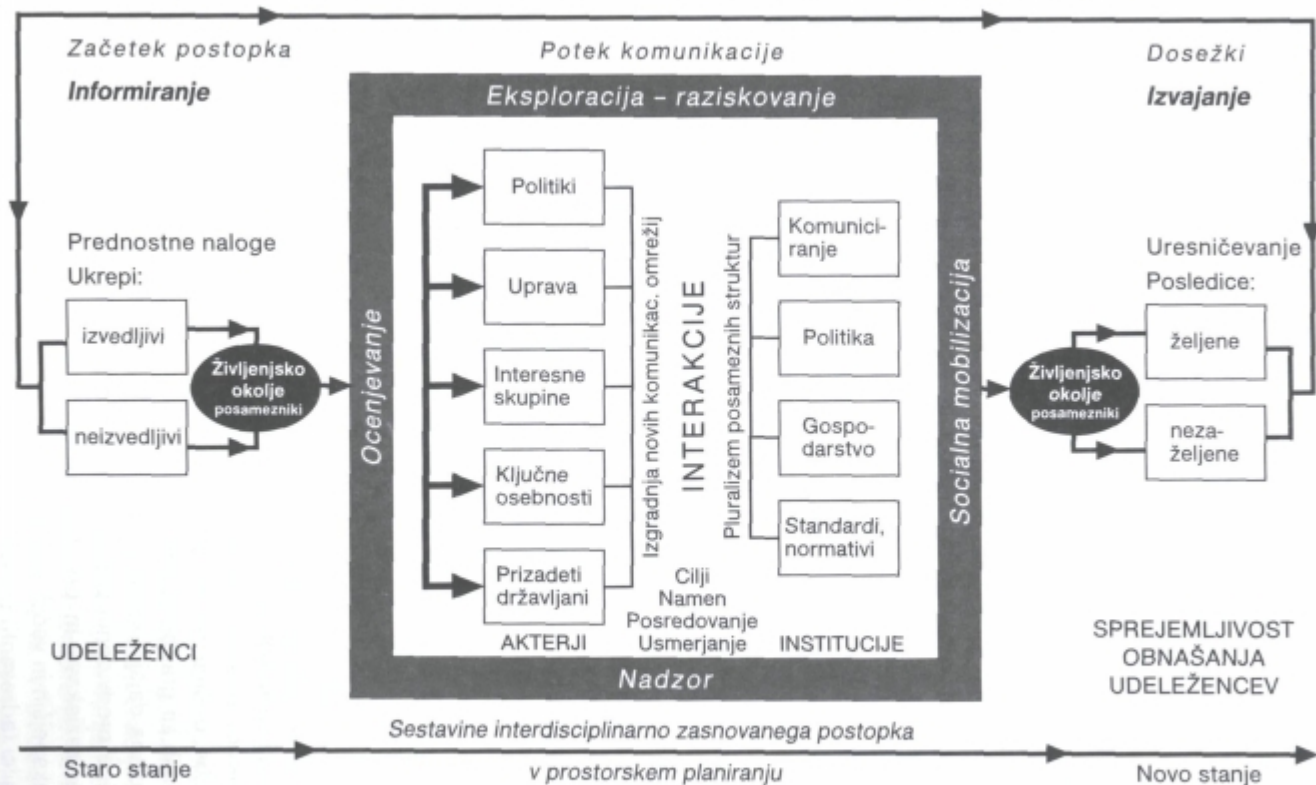 Začetek postopka
Informiranje
Potek komunikacije
Dosežki
Izvajanje
Eksploracija – raziskovanje
Prednostne naloge
Ukrepi:
izvedljivi
neizvedljivi
Življenjsko
okolje
posamezniki
UDELEŽENCI
Ocenjevanje
Politiki
Uprava
Interesne
skupine
Ključne
osebnosti
Prizadeti
državljani
AKTERJI
Izgradnja novih komunikac. omrežij
INTERAKCIJE
Pluralizem posameznih struktur
Cilji
Namen
Posredovanje
Usmerjanje
Komunici-
ranje
Politika
Gospo-
darstvo
Standardi,
normativi
INSTITUCIJE
Socialna mobilizacija
Nadzor
Življenjsko
okolje
posamezniki
Uresničevanje
Posledice:
željene
neza-
željene
SPREJEMLJIVOST
OBNAŠANJA
UDELEŽENCEV
Sestavine interdisciplinarno zasnovanega postopka
Staro stanje
v prostorskem planiranju
Novo stanje